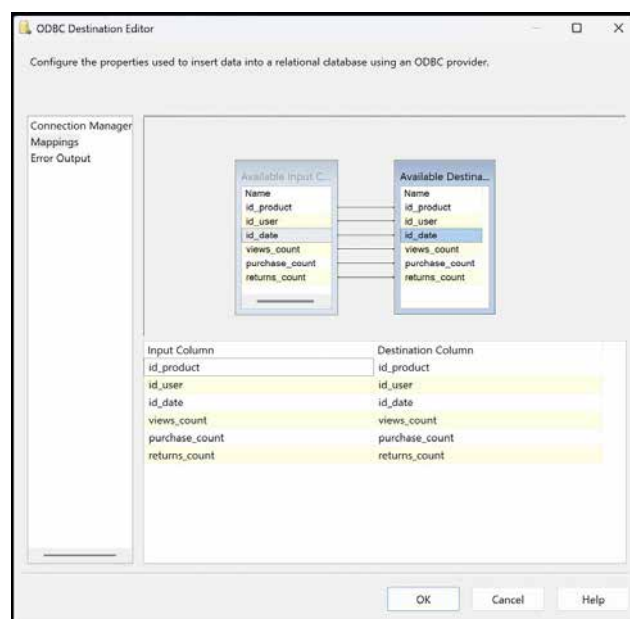 ODBC Destination Editor
Configure the properties used to insert data into a relational database using an ODBC provider.
Connection Manager
Mappings
Error Output
Available Input C...
Name
id_product
id_user
id_date
views_count
purchase_count
returns_count
Available Destina...
Name
id_product
id_user
id_date
views_count
purchase_count
returns_count
Input Column Destination Column
id_product id_product
id_user id_user
id_date id_date
views_count views_count
purchase_count purchase_count
returns_count returns_count
OK Cancel Help